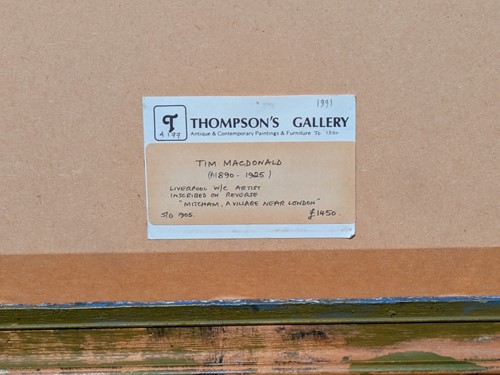 1991
T THOMPSON'S GALLERY
Antique & Contemporary Paintings & Furniture
TIM MACDONALD
(fl 1890 - 1925)
LIVERPOOL W/C ARTIST
INSCRIBED ON REVERSE
"MITCHAM, A VILLAGE NEAR LONDON"
S/D 1905. £1450.